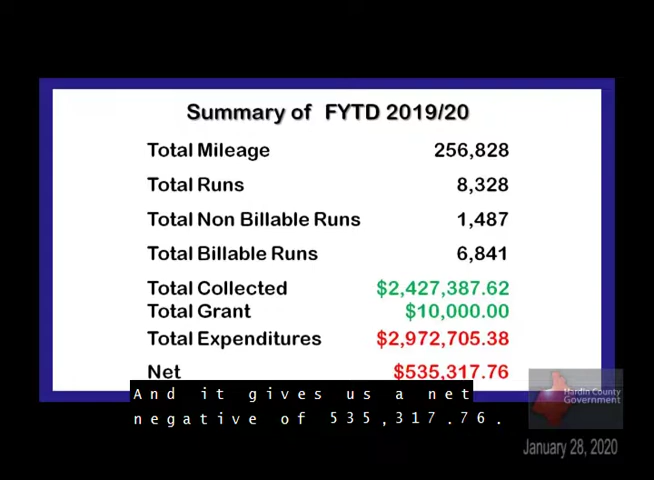 Summary of FYTD 2019/20
Total Mileage 256,828
Total Runs 8,328
Total Non Billable Runs 1,487
Total Billable Runs 6,841
Total Collected $2,427,387.62
Total Grant $10,000.00
Total Expenditures $2,972,705.38
Net $535,317.76
And it gives us a net
negative of 535,317.76.
Hardin County
Government
January 28, 2020